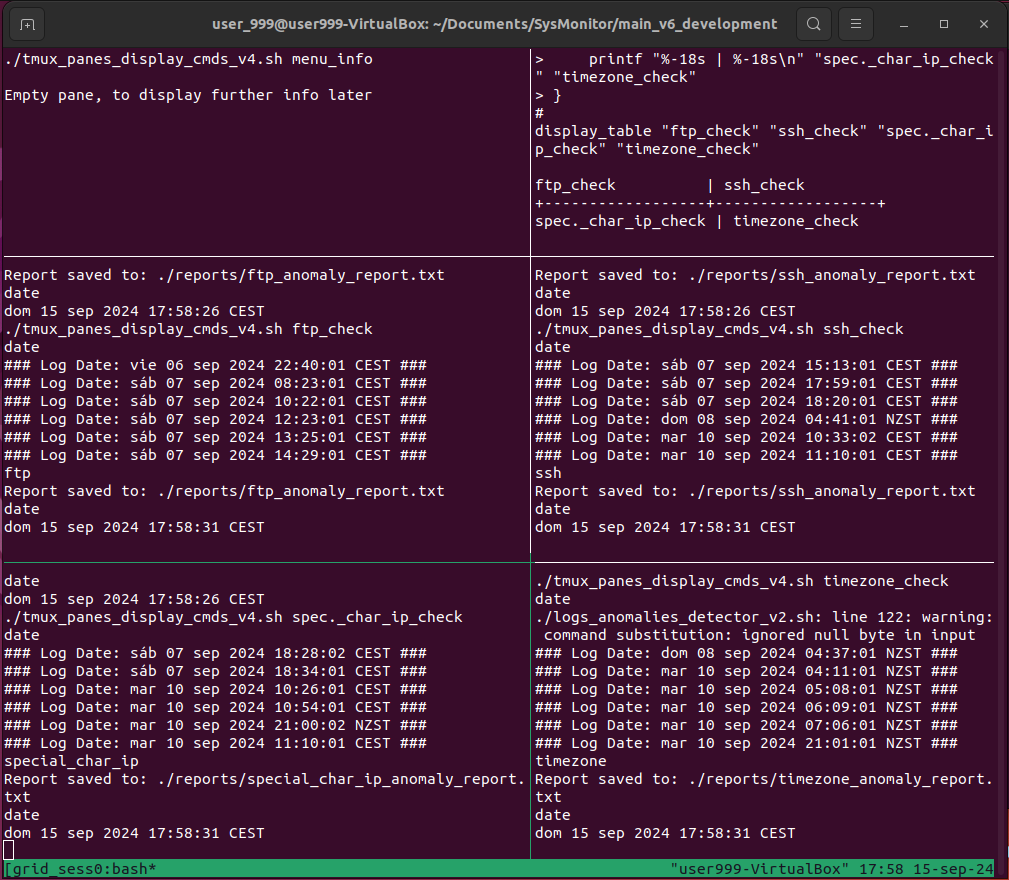 user_999@user999-VirtualBox: ~/Documents/SysMonitor/main_v6_development
./tmux_panes_display_cmds_v4.sh menu_info
Empty pane, to display further info later
>     printf "%-18s | %-18s\n" "spec._char_ip_check
" "timezone_check"
> }
#
display_table "ftp_check" "ssh_check" "spec._char_i
p_check" "timezone_check"
ftp_check          | ssh_check
+------------------+------------------+
spec._char_ip_check | timezone_check
Report saved to: ./reports/ftp_anomaly_report.txt
date
dom 15 sep 2024 17:58:26 CEST
./tmux_panes_display_cmds_v4.sh ftp_check
date
### Log Date: vie 06 sep 2024 22:40:01 CEST ###
### Log Date: sáb 07 sep 2024 08:23:01 CEST ###
### Log Date: sáb 07 sep 2024 10:22:01 CEST ###
### Log Date: sáb 07 sep 2024 12:23:01 CEST ###
### Log Date: sáb 07 sep 2024 13:25:01 CEST ###
### Log Date: sáb 07 sep 2024 14:29:01 CEST ###
ftp
Report saved to: ./reports/ftp_anomaly_report.txt
date
dom 15 sep 2024 17:58:31 CEST
Report saved to: ./reports/ssh_anomaly_report.txt
date
dom 15 sep 2024 17:58:26 CEST
./tmux_panes_display_cmds_v4.sh ssh_check
date
### Log Date: sáb 07 sep 2024 15:13:01 CEST ###
### Log Date: sáb 07 sep 2024 17:59:01 CEST ###
### Log Date: sáb 07 sep 2024 18:20:01 CEST ###
### Log Date: dom 08 sep 2024 04:41:01 NZST ###
### Log Date: mar 10 sep 2024 10:33:02 CEST ###
### Log Date: mar 10 sep 2024 11:10:01 CEST ###
ssh
Report saved to: ./reports/ssh_anomaly_report.txt
date
dom 15 sep 2024 17:58:31 CEST
date
dom 15 sep 2024 17:58:26 CEST
./tmux_panes_display_cmds_v4.sh spec._char_ip_check
date
### Log Date: sáb 07 sep 2024 18:28:02 CEST ###
### Log Date: sáb 07 sep 2024 18:34:01 CEST ###
### Log Date: mar 10 sep 2024 10:26:01 CEST ###
### Log Date: mar 10 sep 2024 10:54:01 CEST ###
### Log Date: mar 10 sep 2024 21:00:02 NZST ###
### Log Date: mar 10 sep 2024 11:10:01 CEST ###
special_char_ip
Report saved to: ./reports/special_char_ip_anomaly_report.
txt
date
dom 15 sep 2024 17:58:31 CEST
./tmux_panes_display_cmds_v4.sh timezone_check
date
./logs_anomalies_detector_v2.sh: line 122: warning:
 command substitution: ignored null byte in input
### Log Date: dom 08 sep 2024 04:37:01 NZST ###
### Log Date: mar 10 sep 2024 04:11:01 NZST ###
### Log Date: mar 10 sep 2024 05:08:01 NZST ###
### Log Date: mar 10 sep 2024 06:09:01 NZST ###
### Log Date: mar 10 sep 2024 07:06:01 NZST ###
### Log Date: mar 10 sep 2024 21:01:01 NZST ###
timezone
Report saved to: ./reports/timezone_anomaly_report.
txt
date
dom 15 sep 2024 17:58:31 CEST
[grid_sess0:bash* "user999-VirtualBox" 17:58 15-sep-24